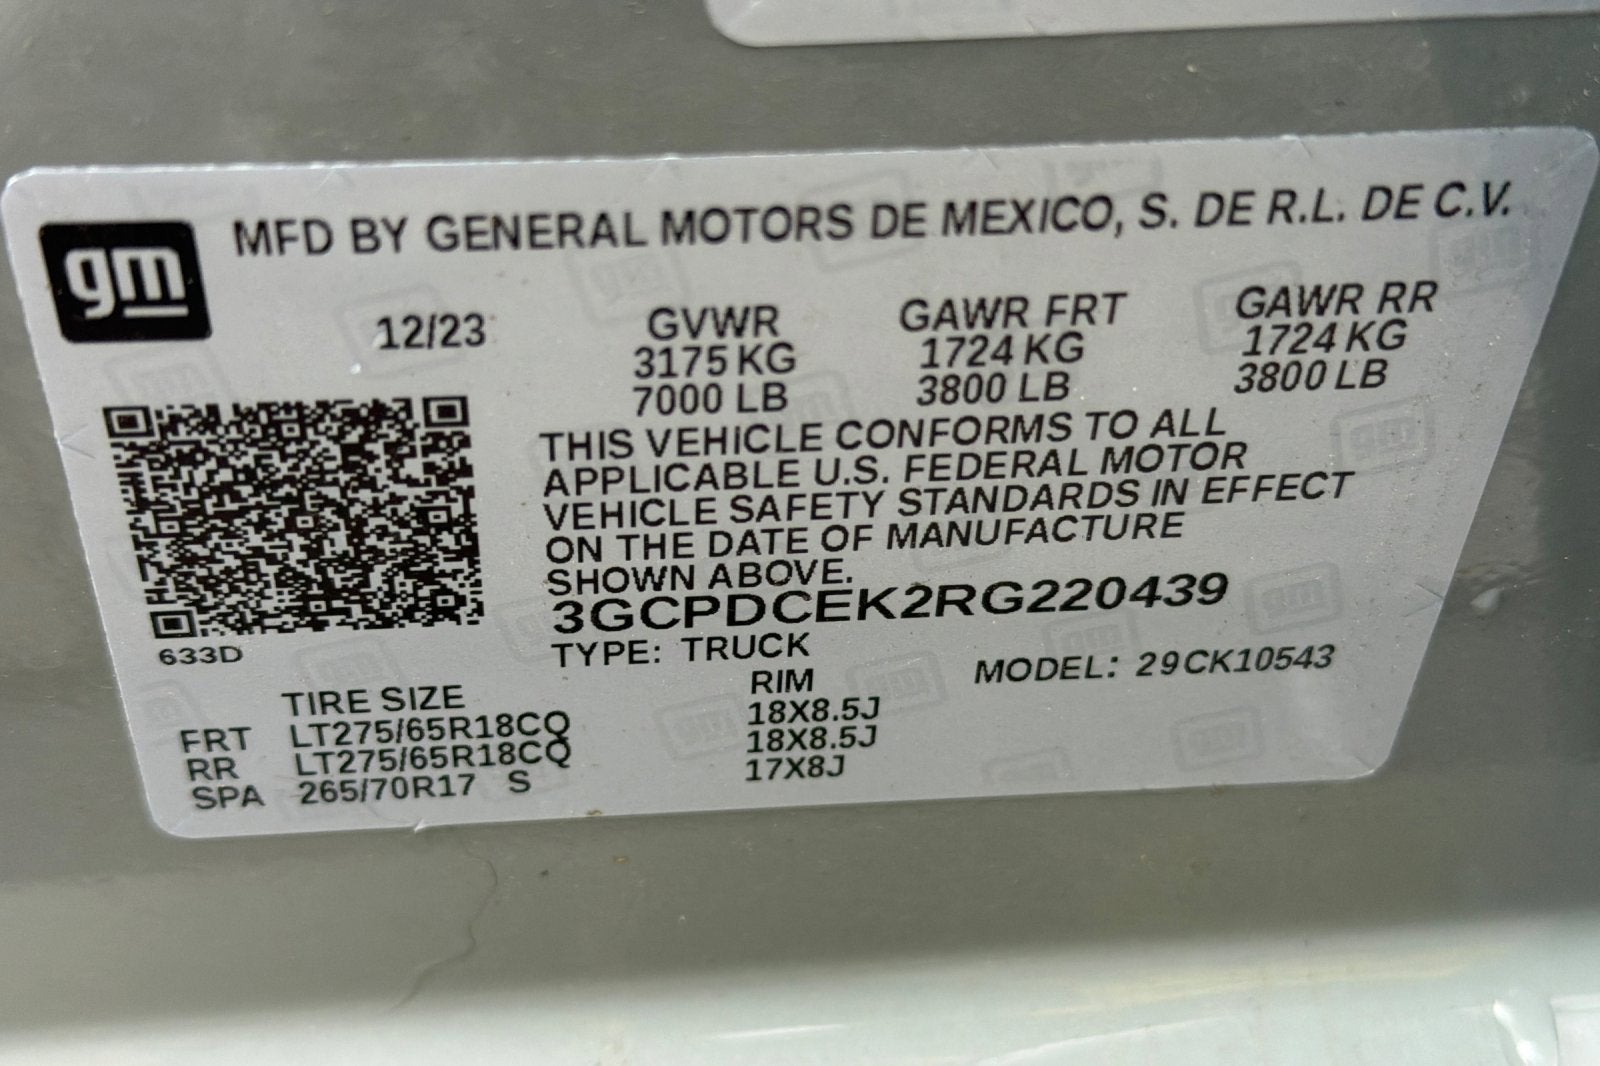 gm MFD BY GENERAL MOTORS DE MEXICO, S. DE R.L. DE C.V.
12/23 GVWR GAWR FRT GAWR RR
3175 KG 1724 KG 1724 KG
7000 LB 3800 LB 3800 LB
THIS VEHICLE CONFORMS TO ALL
APPLICABLE U.S. FEDERAL MOTOR
VEHICLE SAFETY STANDARDS IN EFFECT
ON THE DATE OF MANUFACTURE
SHOWN ABOVE.
3GCPDCEK2RG220439
633D
TYPE: TRUCK MODEL: 29CK10543
TIRE SIZE RIM
FRT LT275/65R18CQ 18X8.5J
RR LT275/65R18CQ 18X8.5J
SPA 265/70R17 S 17X8J